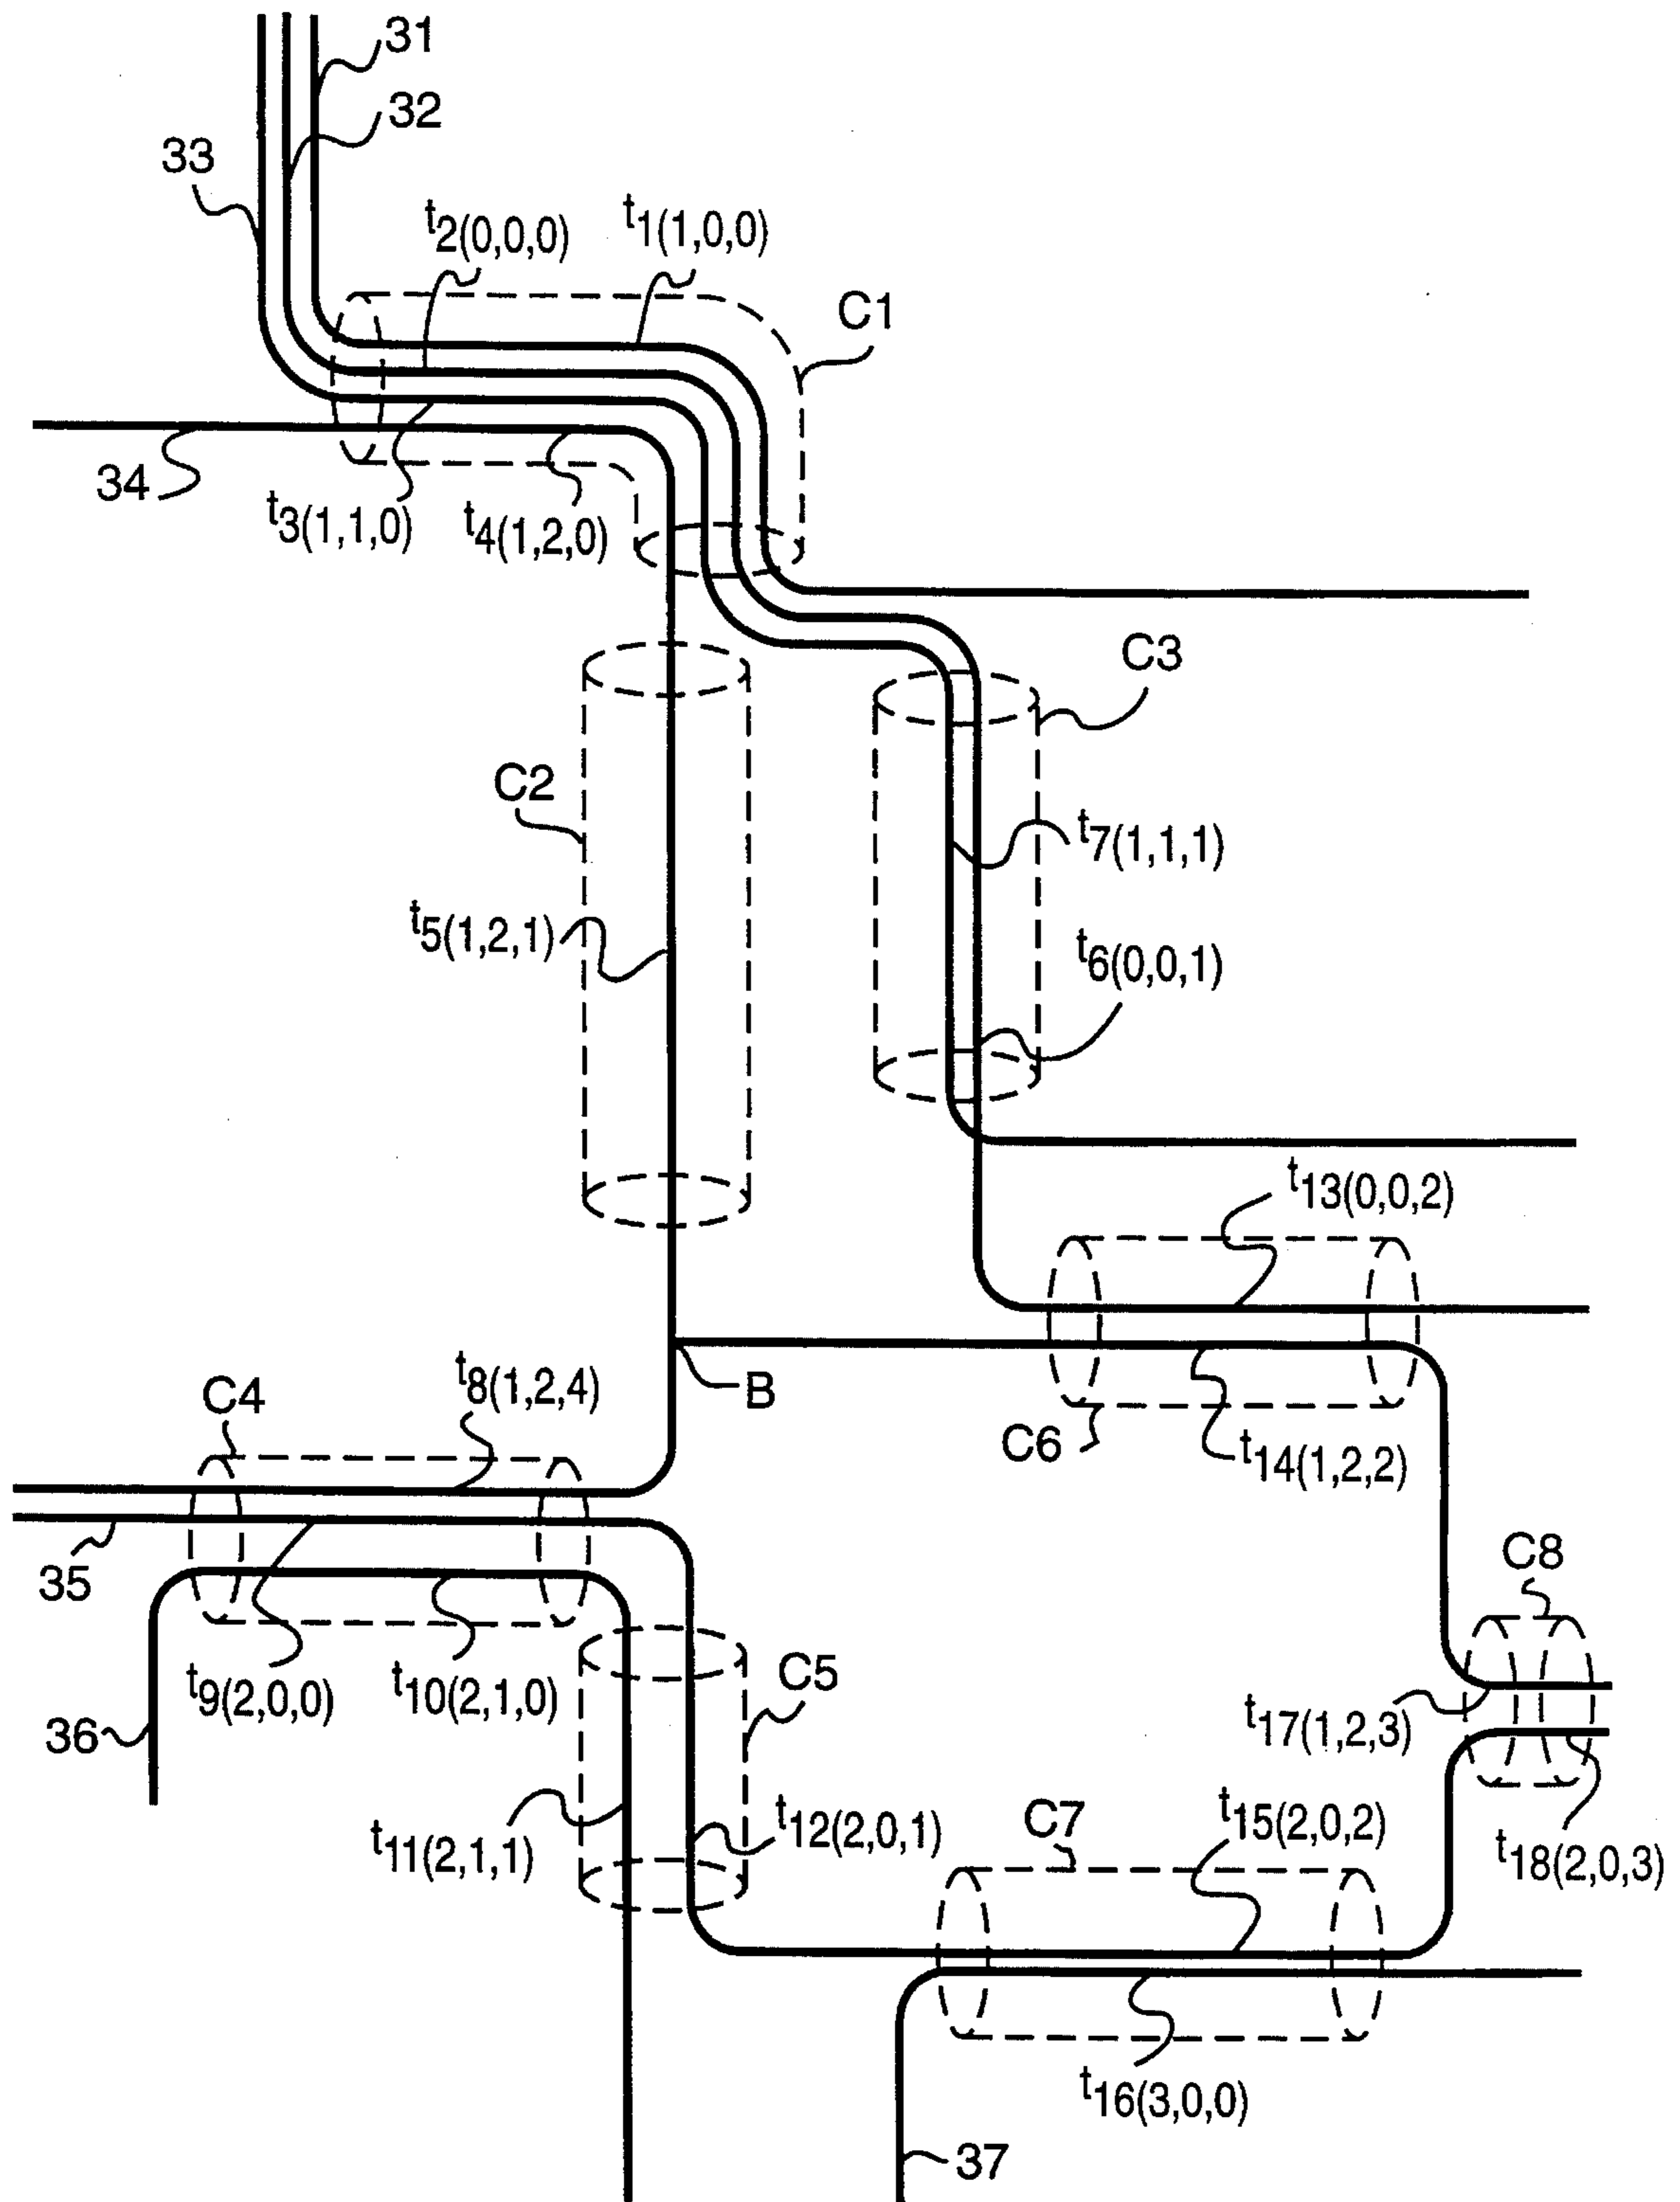 31
32
33
t2(0,0,0)
t1(1,0,0)
C1
34
t3(1,1,0)
t4(1,2,0)
C3
C2
t7(1,1,1)
t5(1,2,1)
t6(0,0,1)
t13(0,0,2)
B
t8(1,2,4)
C4
C6
t14(1,2,2)
C8
35
C5
t9(2,0,0)
t10(2,1,0)
t17(1,2,3)
36
C7
t15(2,0,2)
t12(2,0,1)
t11(2,1,1)
t18(2,0,3)
t16(3,0,0)
37